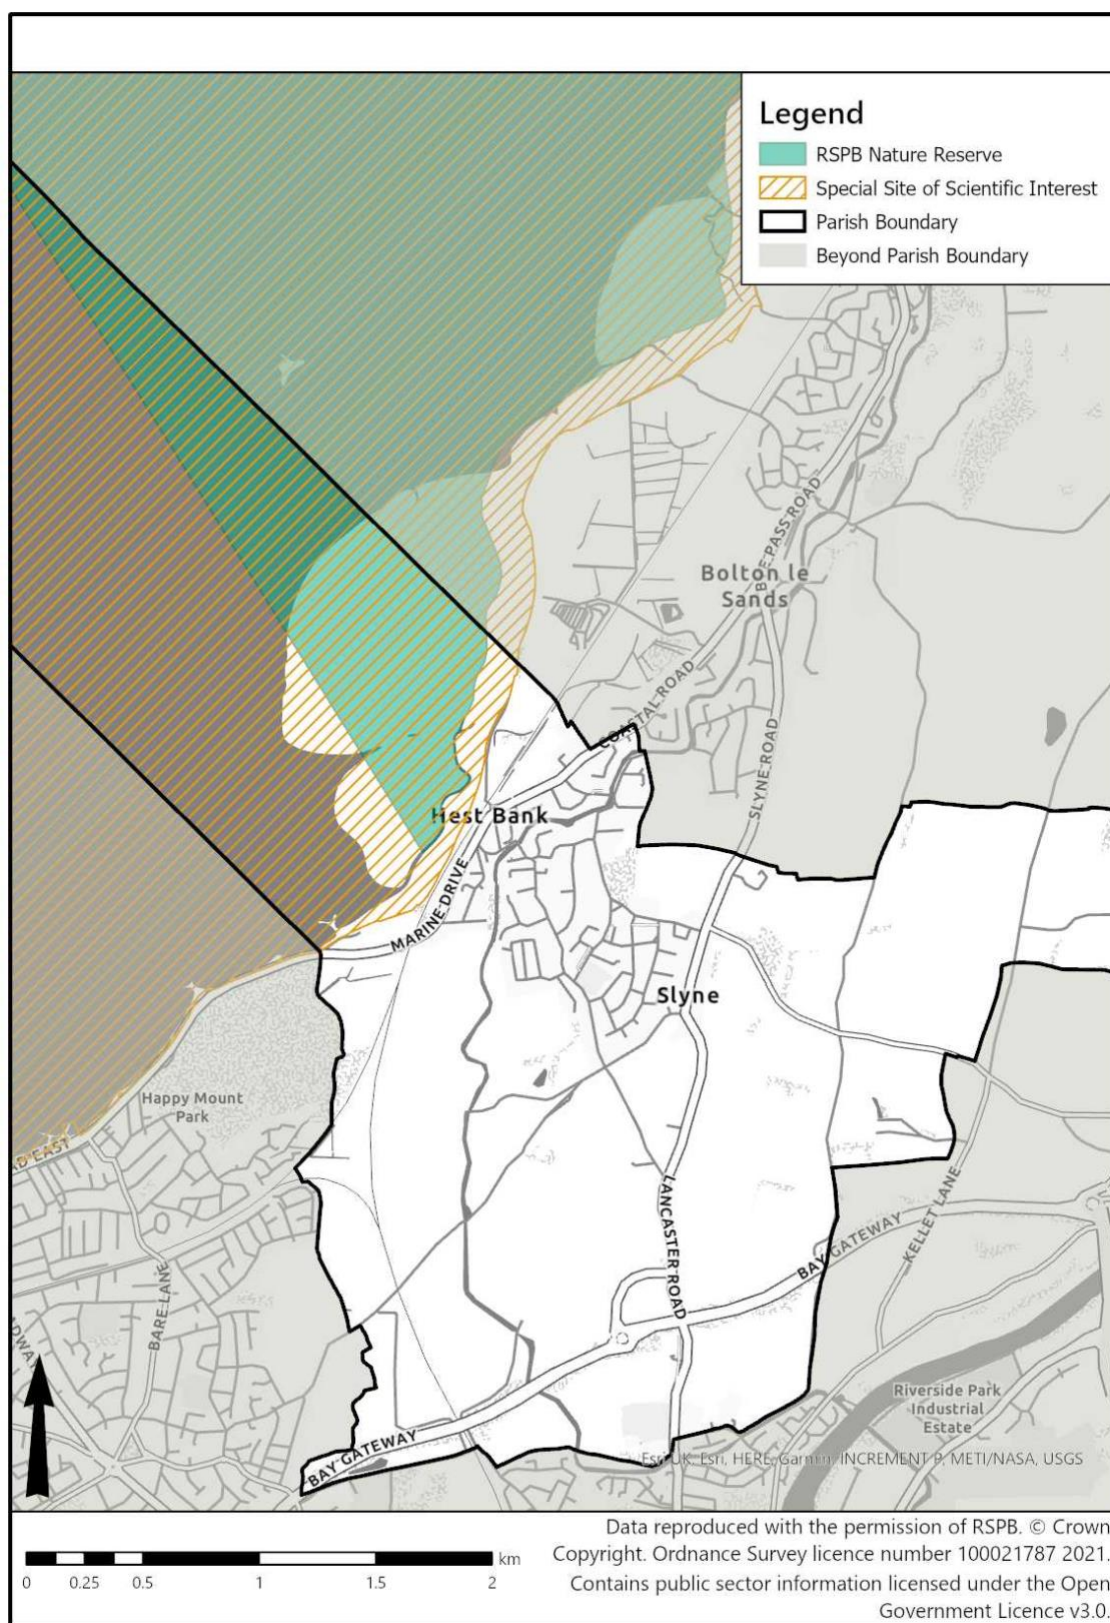 Legend
RSPB Nature Reserve
Special Site of Scientific Interest
Parish Boundary
Beyond Parish Boundary
BYE PASS ROAD
Bolton le
Sands
COASTAL ROAD
SLYNE ROAD
Hest Bank
MARINE DRIVE
Slyne
Happy Mount
Park
AD EAST
LANCASTER ROAD
KELLET LANE
BAY GATEWAY
BARE LANE
ADWAY
Riverside Park
Industrial
Estate
BAY GATEWAY
Esri UK, Esri, HERE, Garmin, INCREMENT P, METI/NASA, USGS
Data reproduced with the permission of RSPB. © Crown
Copyright. Ordnance Survey licence number 100021787 2021.
Contains public sector information licensed under the Open
Government Licence v3.0.
km
0 0.25 0.5 1 1.5 2